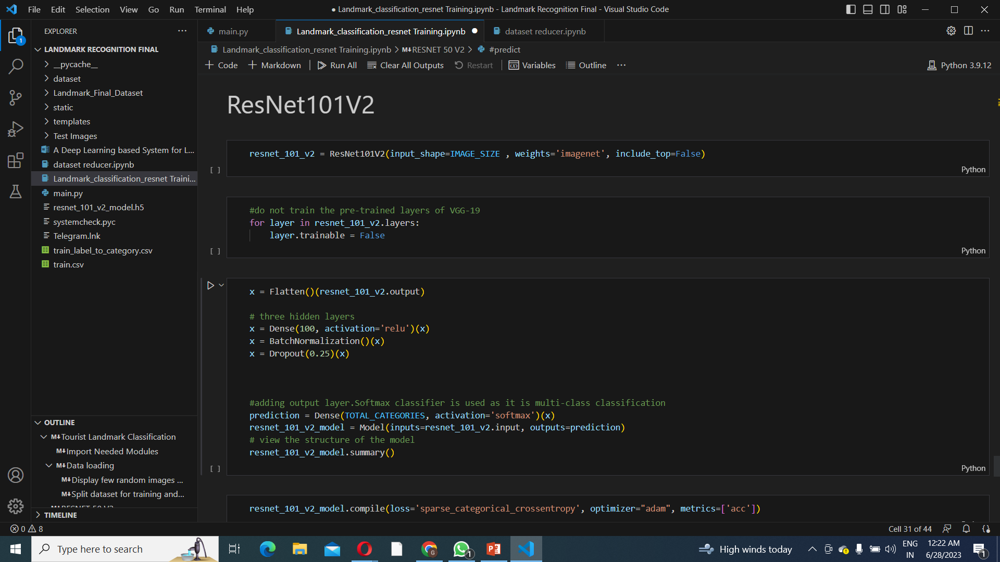 File Edit Selection View Go Run Terminal Help
● Landmark_classification_resnet Training.ipynb - Landmark Recognition Final - Visual Studio Code
EXPLORER
main.py
Landmark_classification_resnet Training.ipynb
dataset reducer.ipynb
1
LANDMARK RECOGNITION FINAL
__pycache__
dataset
Landmark_Final_Dataset
static
templates
Test Images
A Deep Learning based System for L...
dataset reducer.ipynb
Landmark_classification_resnet Traini...
main.py
resnet_101_v2_model.h5
systemcheck.pyc
Telegram.lnk
train_label_to_category.csv
train.csv
OUTLINE
Tourist Landmark Classification
Import Needed Modules
Data loading
Display few random images ...
Split dataset for training and...
RESNET 50 V2
TIMELINE
Landmark_classification_resnet Training.ipynb > M↓RESNET 50 V2 > #predict
+ Code + Markdown | Run All Clear All Outputs Restart | Variables Outline ...
Python 3.9.12
ResNet101V2
resnet_101_v2 = ResNet101V2(input_shape=IMAGE_SIZE , weights='imagenet', include_top=False)
[ ]
Python
#do not train the pre-trained layers of VGG-19
for layer in resnet_101_v2.layers:
    layer.trainable = False
[ ]
Python
x = Flatten()(resnet_101_v2.output)
# three hidden layers
x = Dense(100, activation='relu')(x)
x = BatchNormalization()(x)
x = Dropout(0.25)(x)
#adding output layer.Softmax classifier is used as it is multi-class classification
prediction = Dense(TOTAL_CATEGORIES, activation='softmax')(x)
resnet_101_v2_model = Model(inputs=resnet_101_v2.input, outputs=prediction)
# view the structure of the model
resnet_101_v2_model.summary()
[ ]
Python
resnet_101_v2_model.compile(loss='sparse_categorical_crossentropy', optimizer="adam", metrics=['acc'])
0 8
Cell 31 of 44
Type here to search
1
High winds today
ENG
IN
12:22 AM
6/28/2023
1